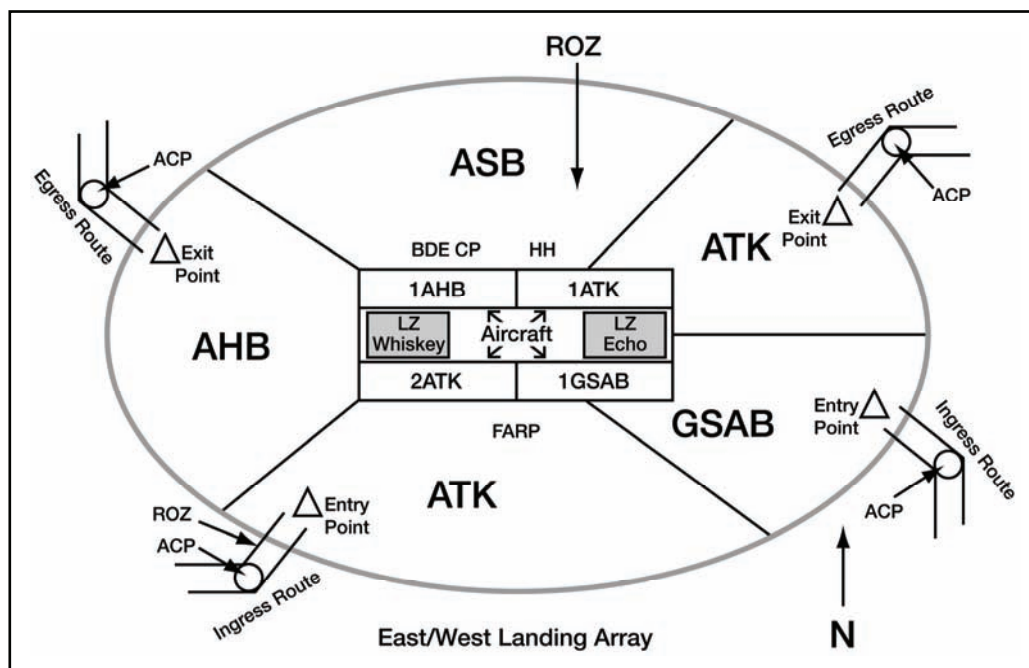 ROZ
Egress Route
ACP
Exit
Point
ASB
Egress Route
ACP
Exit
Point
ATK
BDE CP
HH
1AHB
1ATK
LZ
Whiskey
Aircraft
LZ
Echo
2ATK
1GSAB
AHB
FARP
GSAB
Entry
Point
Ingress Route
ACP
ATK
Entry
Point
ROZ
ACP
Ingress Route
East/West Landing Array
N